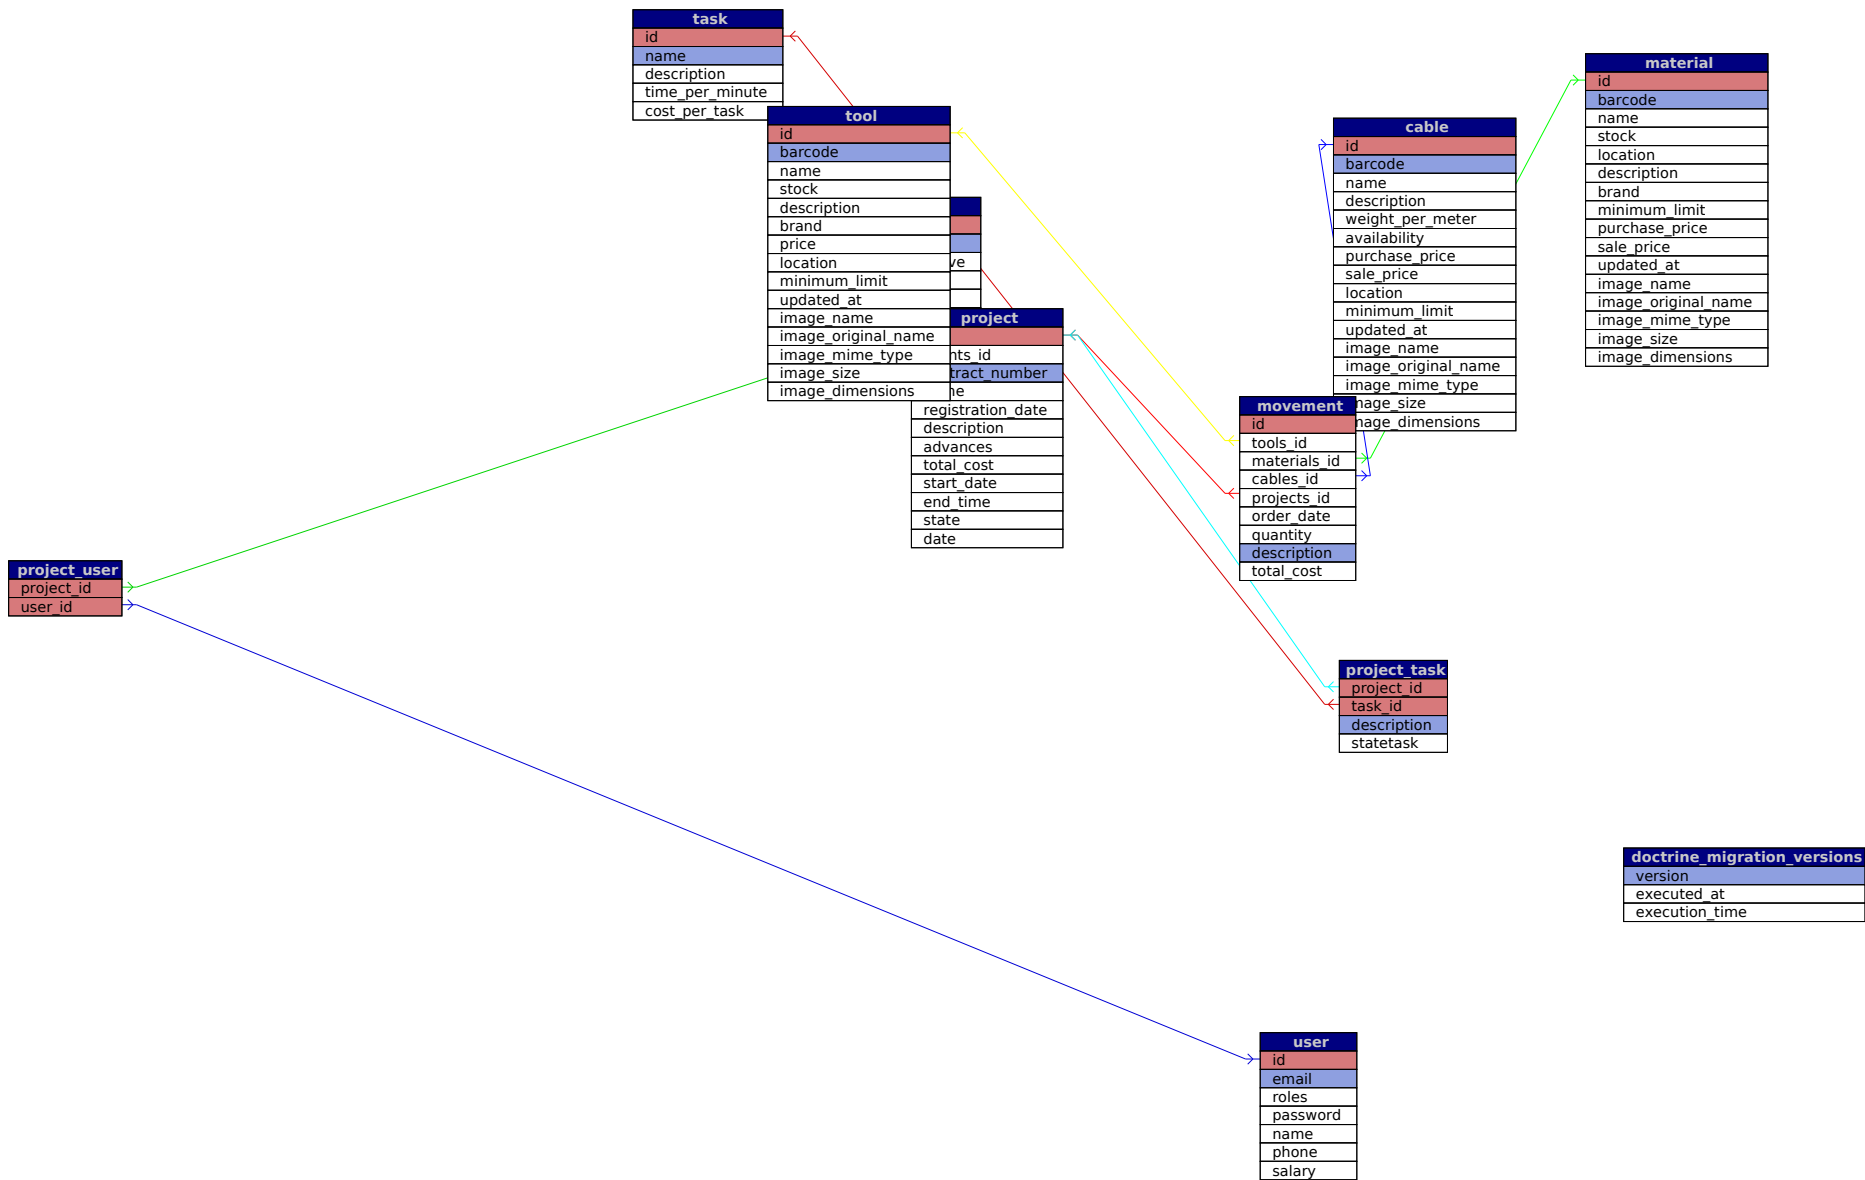 task
id
name
description
time_per_minute
cost_per_task
tool
id
barcode
name
stock
description
brand
price
location
minimum_limit
updated_at
image_name
image_original_name
image_mime_type
image_size
image_dimensions
ve
project
nts_id
tract_number
registration_date
description
advances
total_cost
start_date
end_time
state
date
material
id
barcode
name
stock
location
description
brand
minimum_limit
purchase_price
sale_price
updated_at
image_name
image_original_name
image_mime_type
image_size
image_dimensions
cable
id
barcode
name
description
weight_per_meter
availability
purchase_price
sale_price
location
minimum_limit
updated_at
image_name
image_original_name
image_mime_type
mage_size
nage_dimensions
movement
id
tools_id
materials_id
cables_id
projects_id
order_date
quantity
description
total_cost
project_user
project_id
user_id
project_task
project_id
task_id
description
statetask
doctrine_migration_versions
version
executed_at
execution_time
user
id
email
roles
password
name
phone
salary